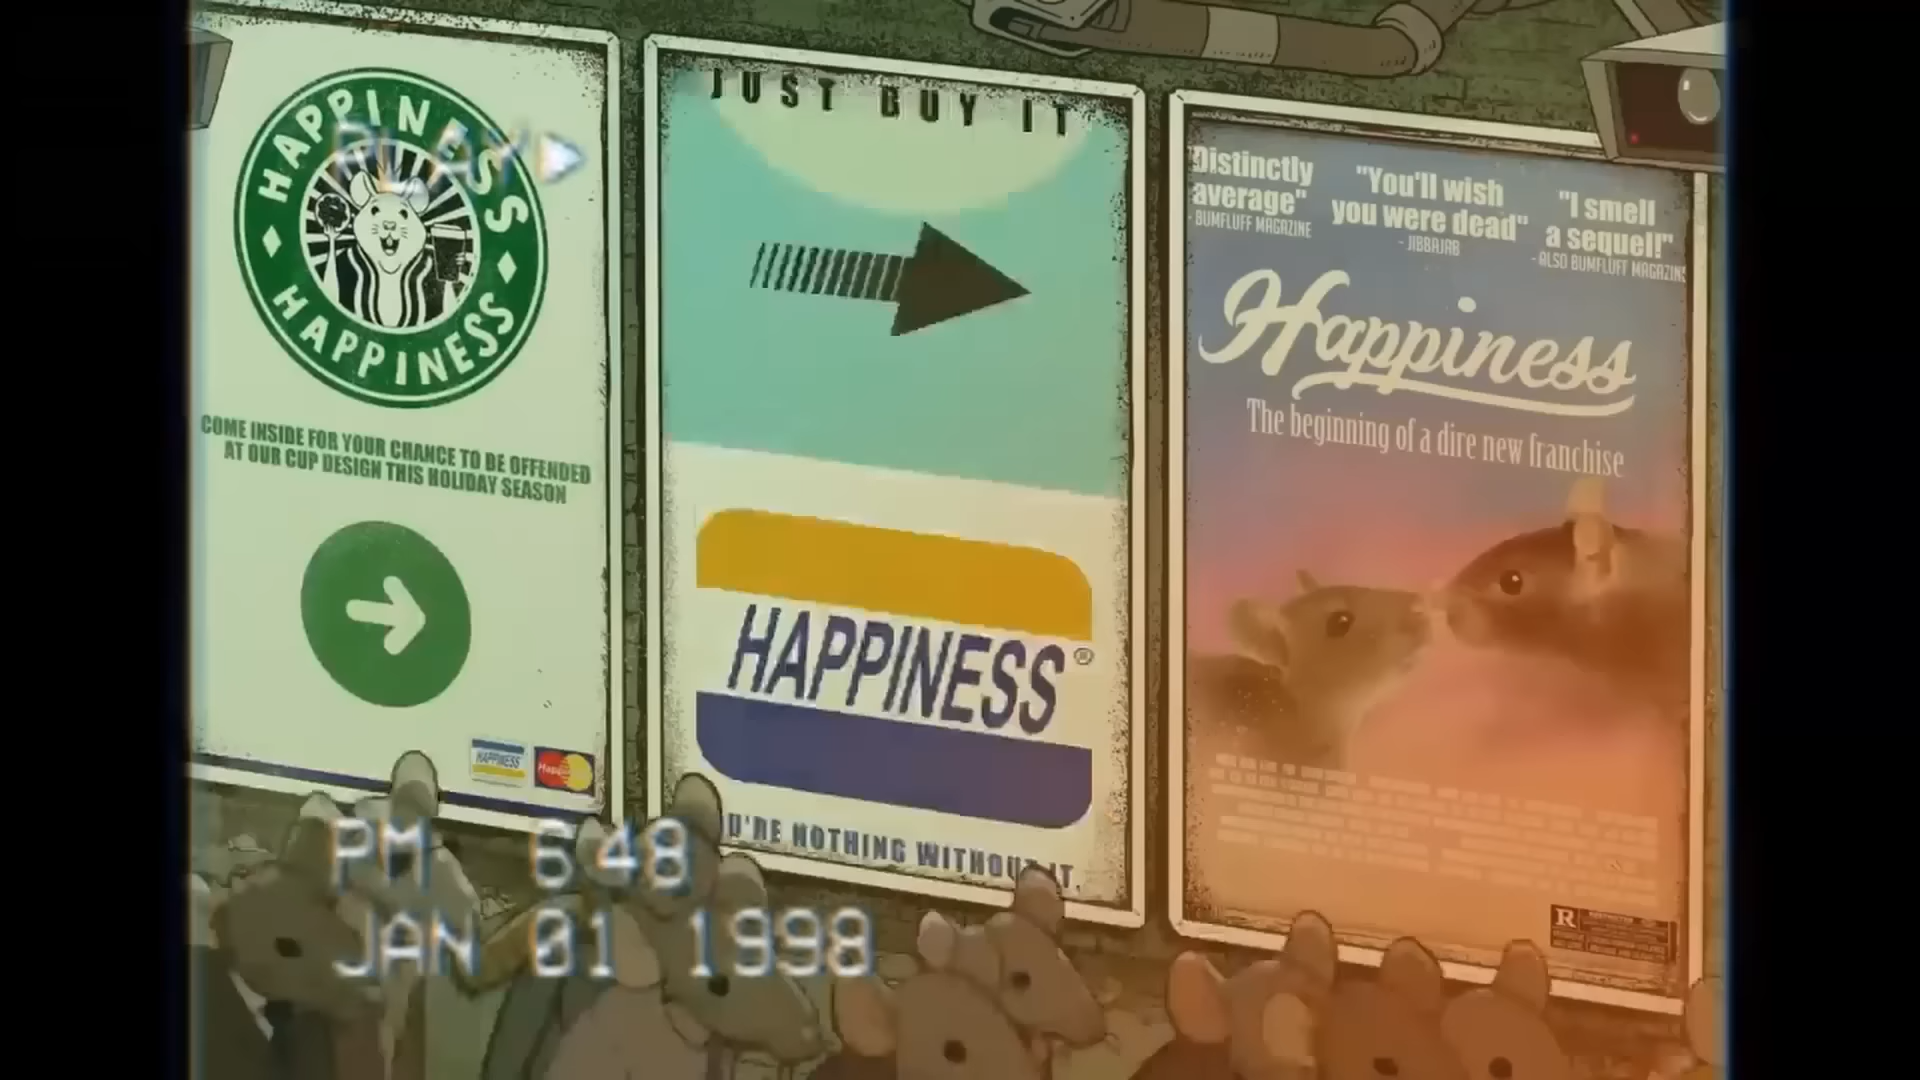 HAPPINESS
HAPPINESS
PLAY
COME INSIDE FOR YOUR CHANCE TO BE OFFENDED
AT OUR CUP DESIGN THIS HOLIDAY SEASON
HAPPINESS
JUST BUY IT
HAPPINESS®
U'RE NOTHING WITHOUT IT.
Distinctly
average"
- BUMFLUFF MAGAZINE
"You'll wish
you were dead"
- JIBBAJAB
"I smell
a sequel!"
- ALSO BUMFLUFF MAGAZINE
Happiness
The beginning of a dire new franchise
R
PM 6:48
JAN 01 1998